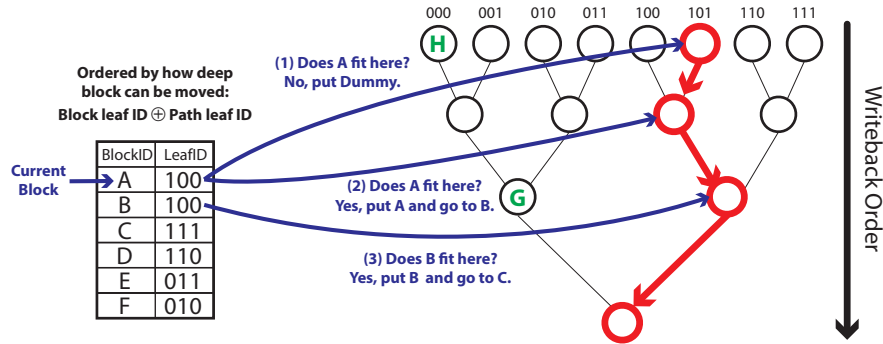 000 001 010 011 100 101 110 111
H
(1) Does A fit here?
No, put Dummy.
Ordered by how deep
block can be moved:
Block leaf ID ⊕ Path leaf ID
BlockID LeafID
Current
Block
A 100
B 100
C 111
D 110
E 011
F 010
(2) Does A fit here?
Yes, put A and go to B.
G
(3) Does B fit here?
Yes, put B and go to C.
Writeback Order